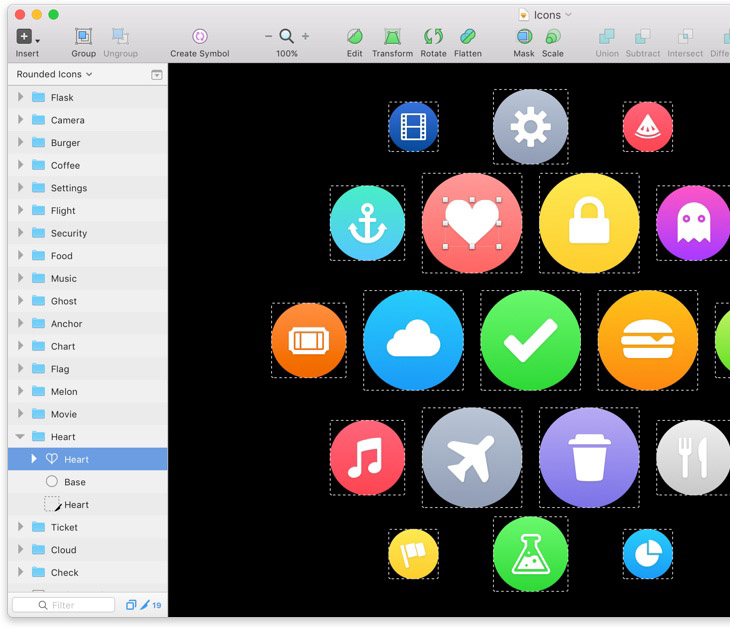 Icons
Insert Group Ungroup Create Symbol 100% Edit Transform Rotate Flatten Mask Scale Union Subtract Intersect
Rounded Icons
Flask
Camera
Burger
Coffee
Settings
Flight
Security
Food
Music
Ghost
Anchor
Chart
Flag
Melon
Movie
Heart
Heart
Base
Heart
Ticket
Cloud
Check
Filter 19